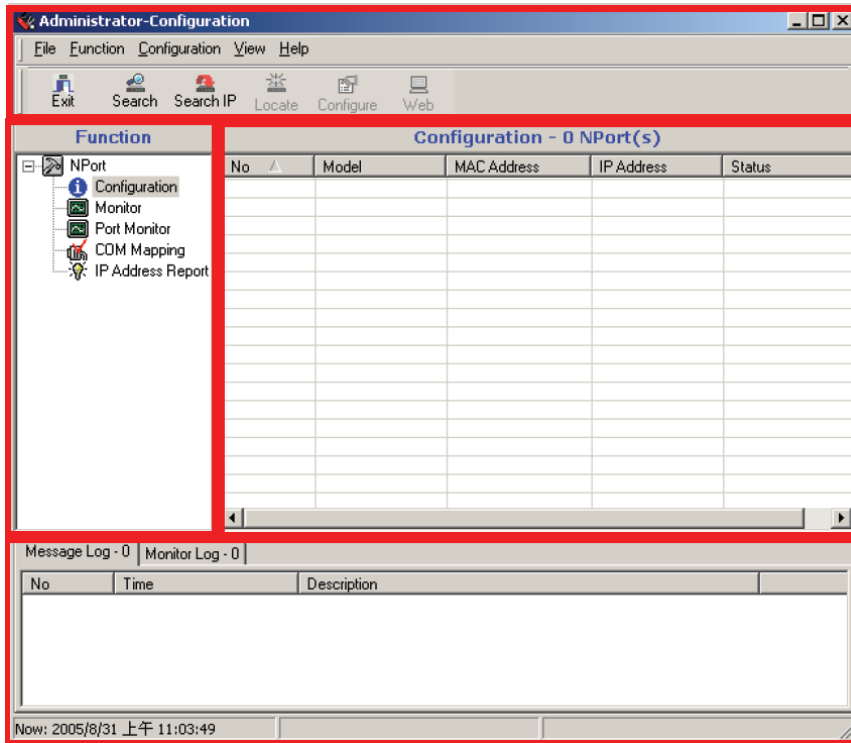 Administrator-Configuration
File Function Configuration View Help
Exit Search Search IP Locate Configure Web
Function
Configuration - 0 NPort(s)
NPort
Configuration
Monitor
Port Monitor
COM Mapping
IP Address Report
No Model MAC Address IP Address Status
Message Log - 0 Monitor Log - 0
No Time Description
Now: 2005/8/31 上午 11:03:49